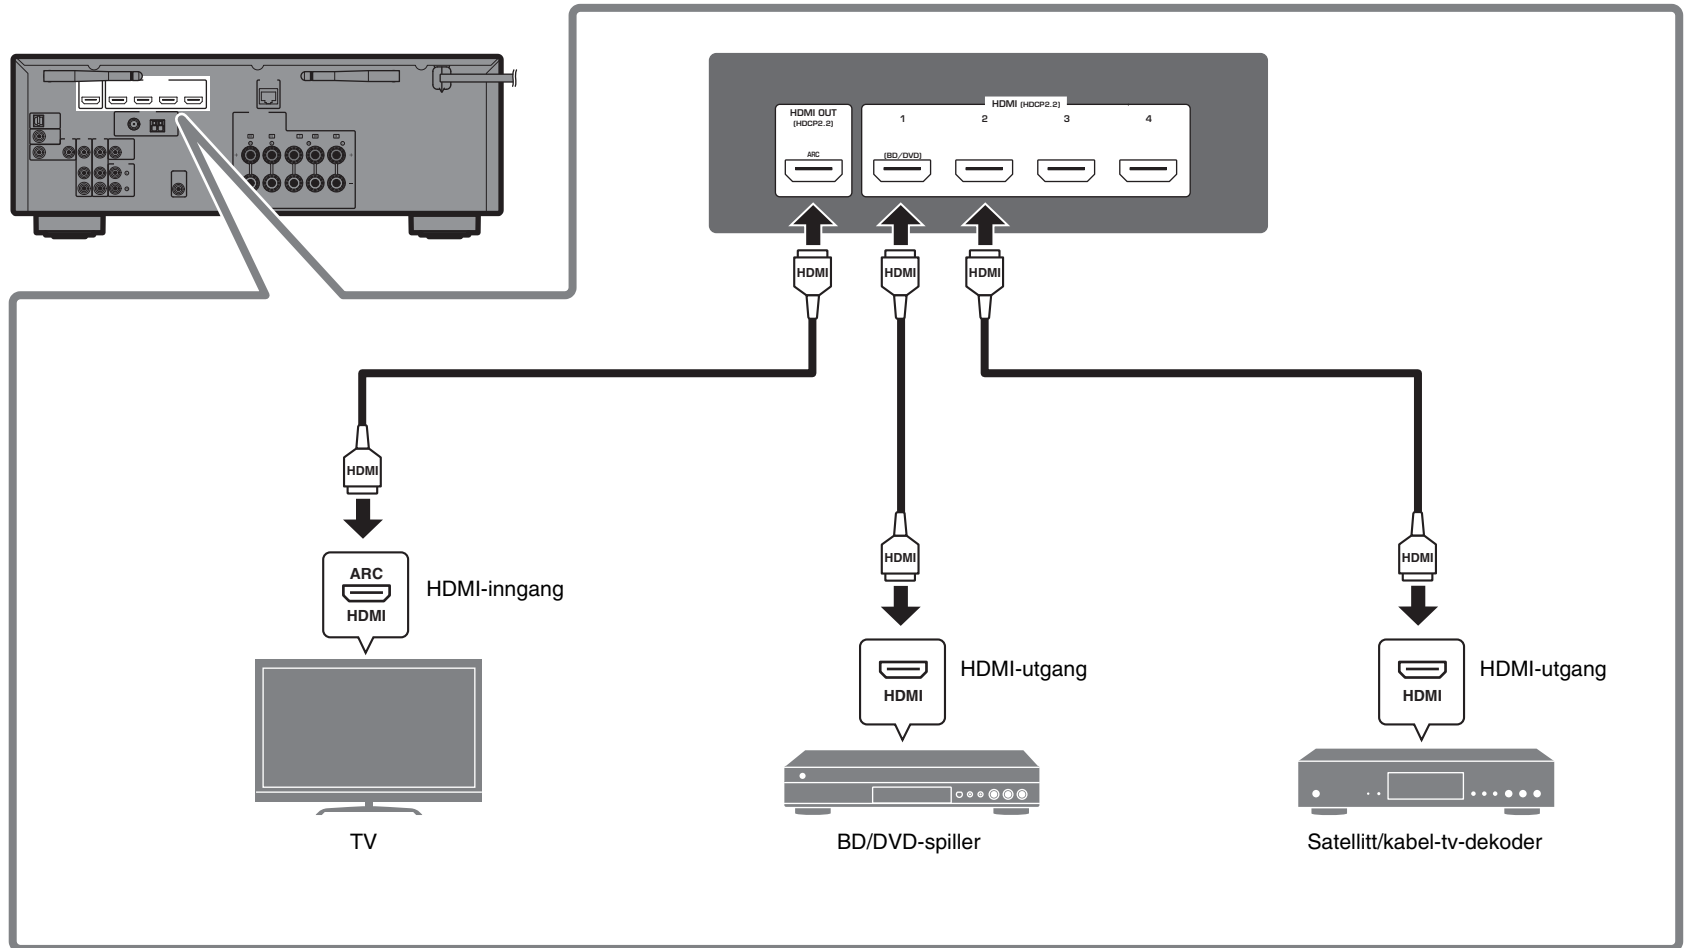 HDMI OUT
(HDCP2.2)
ARC
HDMI (HDCP2.2)
1
2
3
4
(BD/DVD)
HDMI
HDMI
HDMI
HDMI
HDMI
HDMI
ARC
HDMI
HDMI-inngang
HDMI
HDMI-utgang
HDMI
HDMI-utgang
TV
BD/DVD-spiller
Satellitt/kabel-tv-dekoder